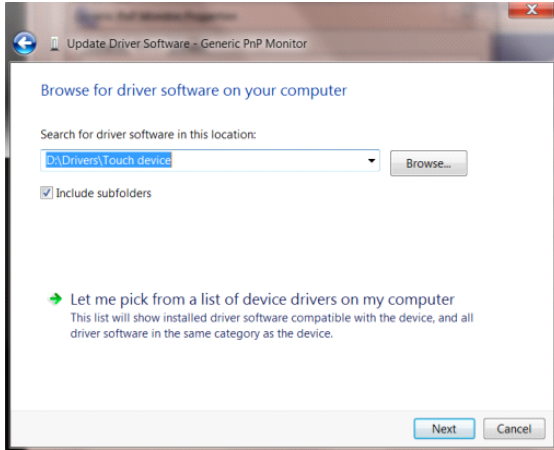 Update Driver Software - Generic PnP Monitor
Browse for driver software on your computer
Search for driver software in this location:
D:\Drivers\Touch device
Browse...
Include subfolders
Let me pick from a list of device drivers on my computer
This list will show installed driver software compatible with the device, and all
driver software in the same category as the device.
Next
Cancel